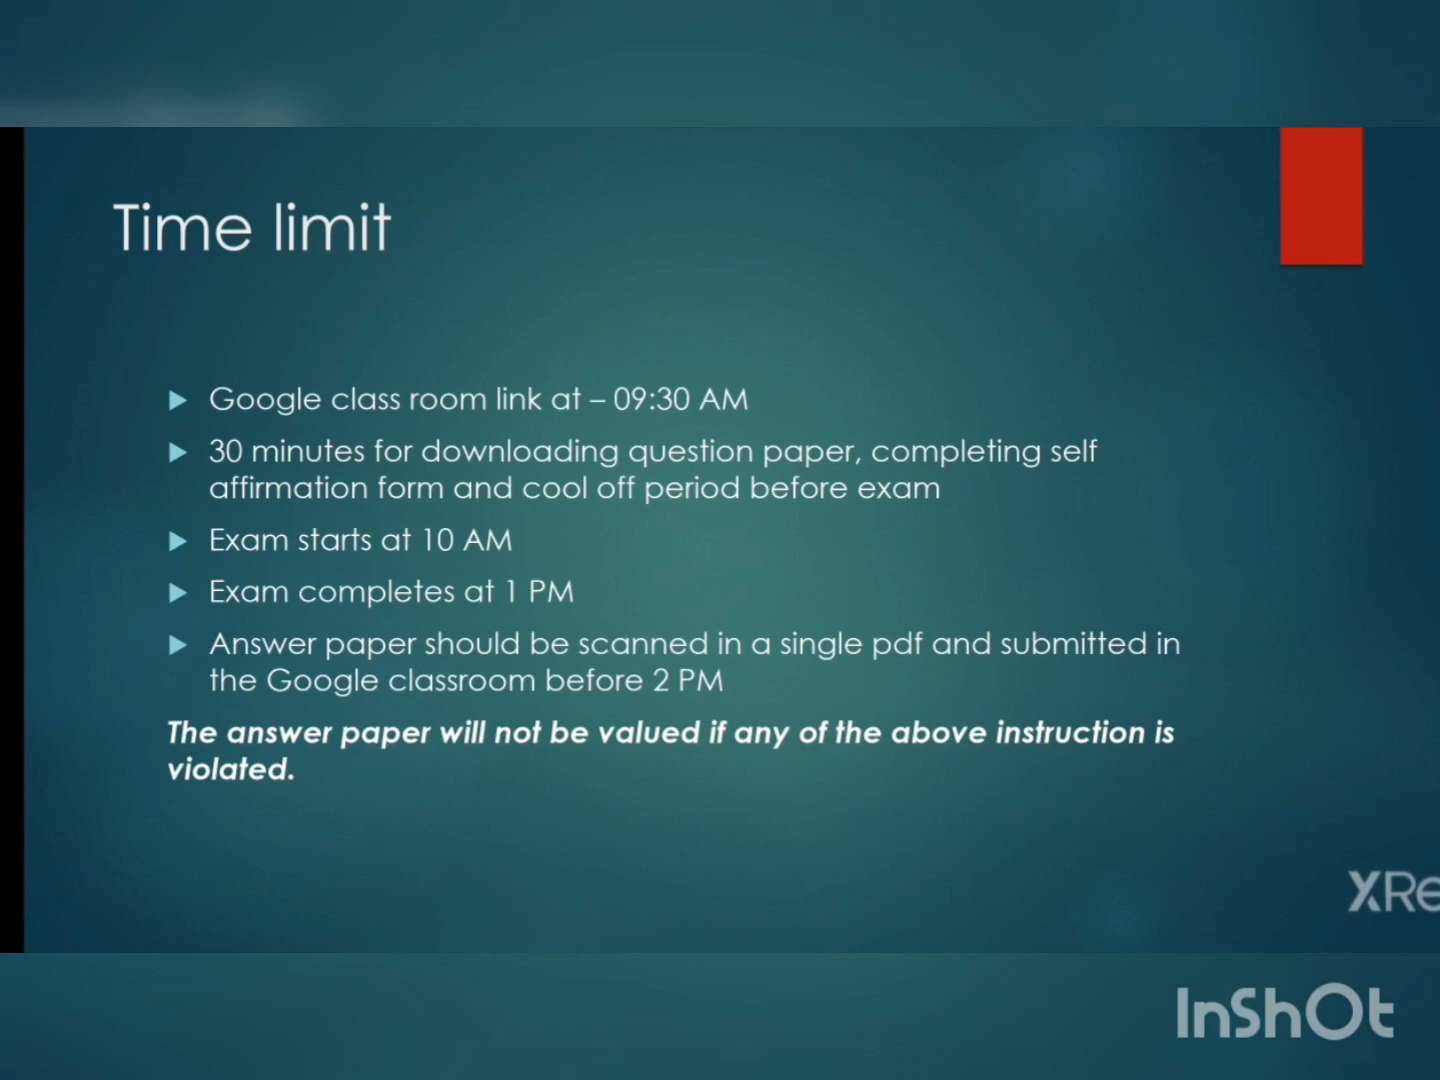 Time limit
Google class room link at – 09:30 AM
30 minutes for downloading question paper, completing self
affirmation form and cool off period before exam
Exam starts at 10 AM
Exam completes at 1 PM
Answer paper should be scanned in a single pdf and submitted in
the Google classroom before 2 PM
The answer paper will not be valued if any of the above instruction is
violated.
XRe
InShOt